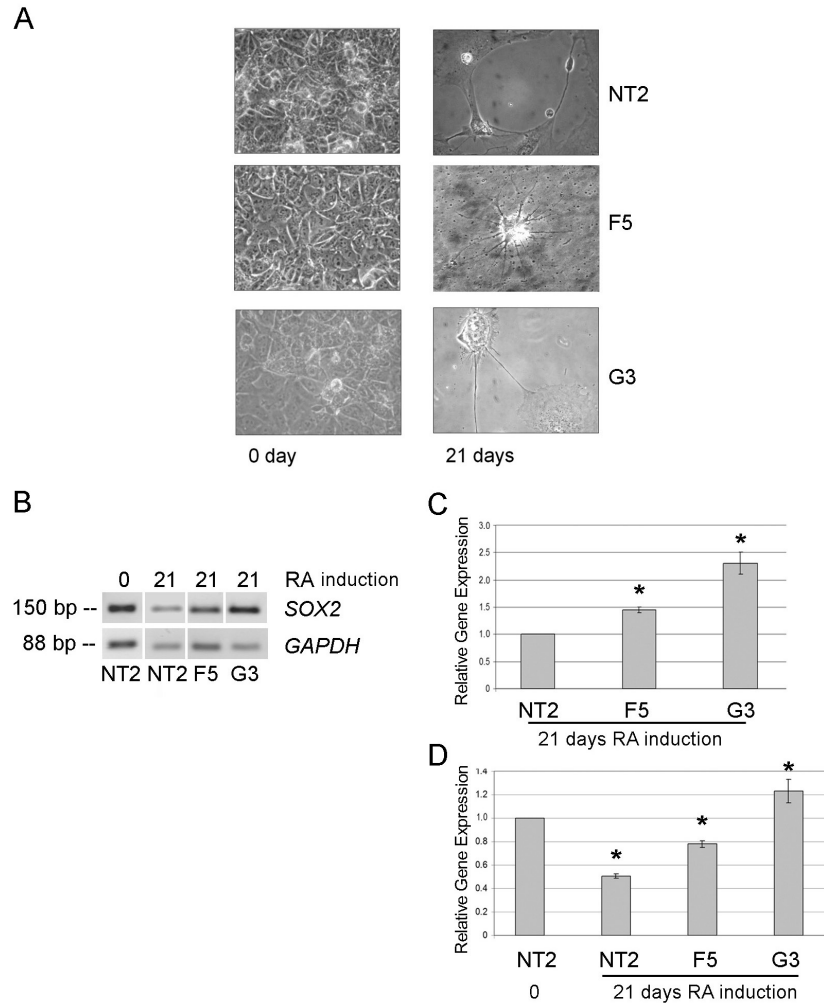 A
NT2
F5
G3
0 day
21 days
B
0 21 21 21 RA induction
150 bp -- SOX2
88 bp -- GAPDH
NT2 NT2 F5 G3
C
Relative Gene Expression
3.0
2.5
2.0
1.5
1.0
0.5
0
*
*
NT2 F5 G3
21 days RA induction
D
Relative Gene Expression
1.4
1.2
1.0
0.8
0.6
0.4
0.2
0
*
*
*
NT2 NT2 F5 G3
0 21 days RA induction